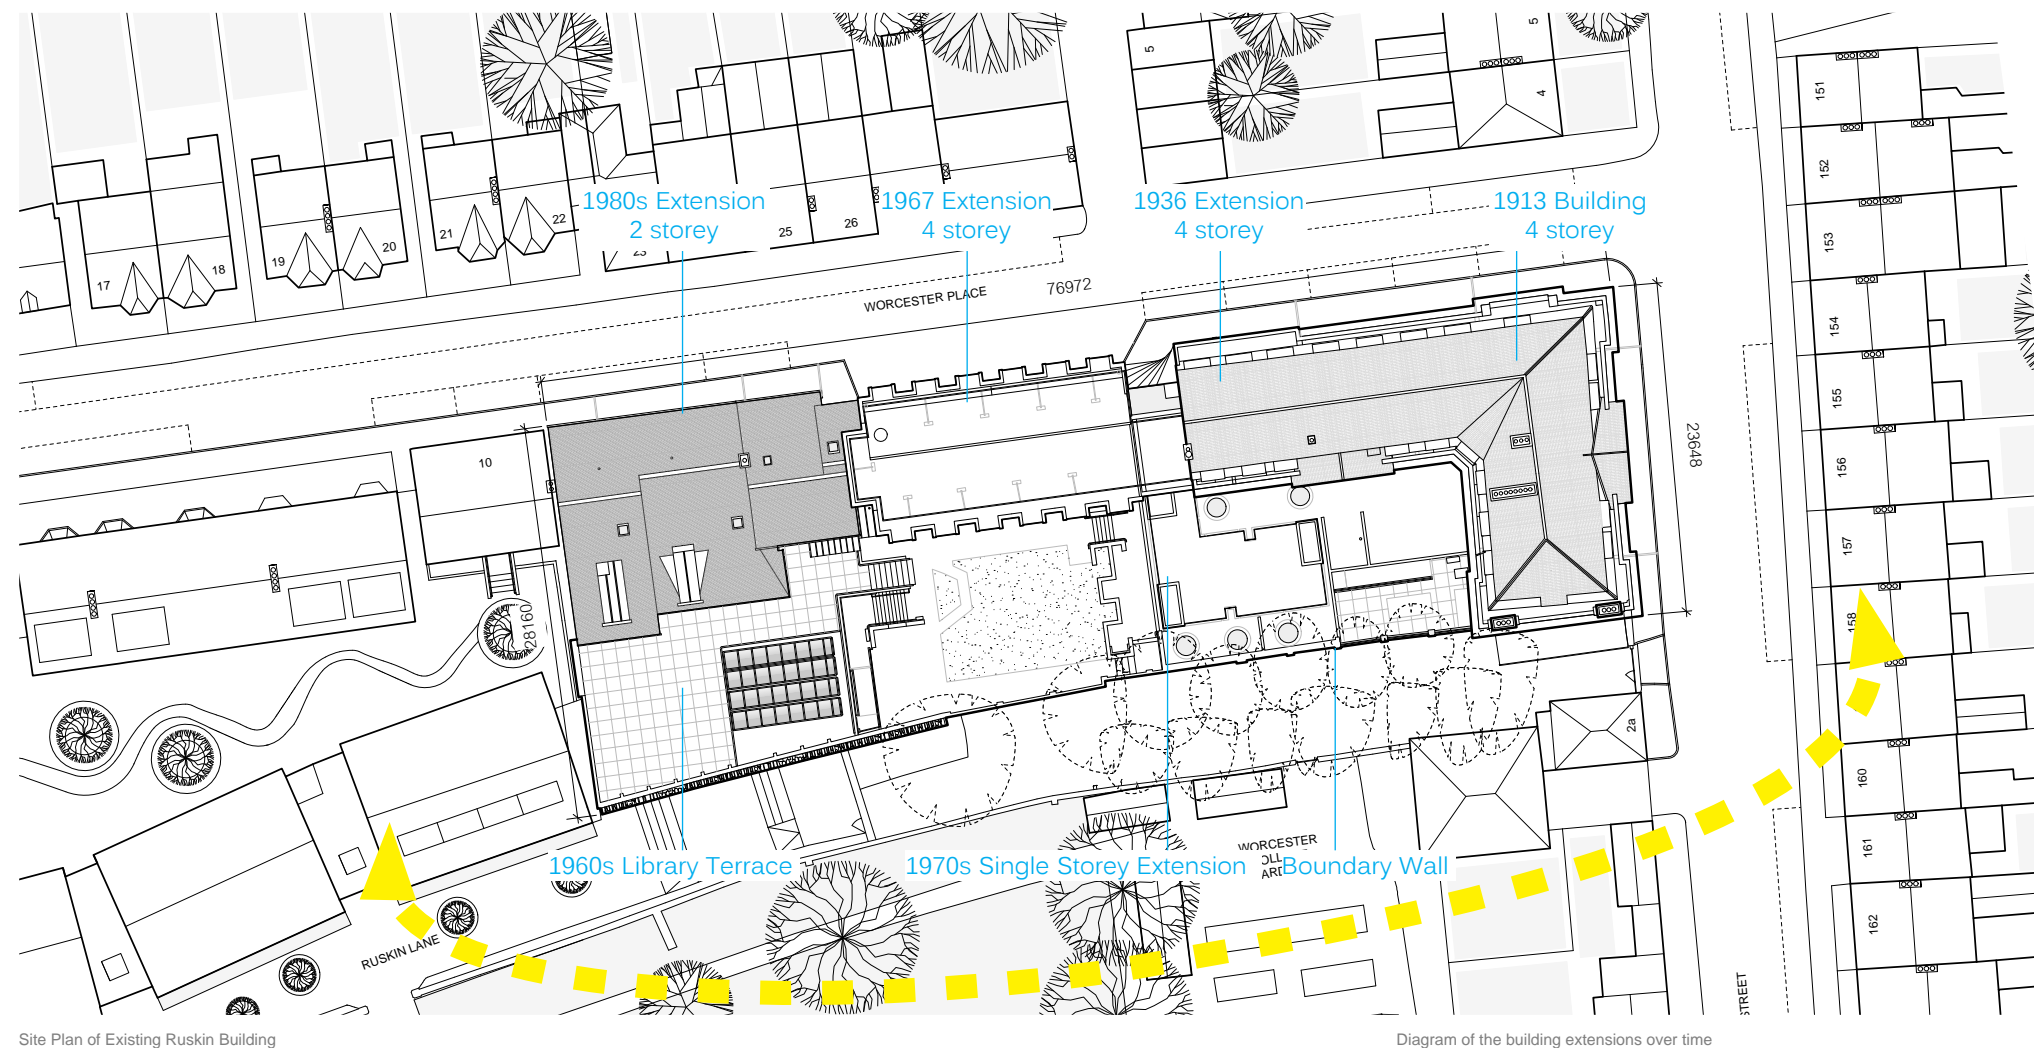 5
5
4
151
152
153
154
155
156
157
158
160
161
162
1980s Extension
2 storey
1967 Extension
4 storey
1936 Extension
4 storey
1913 Building
4 storey
17
18
19
20
21
22
25
26
WORCESTER PLACE
76972
23648
10
28160
2a
1960s Library Terrace
1970s Single Storey Extension
Boundary Wall
WORCESTER
RUSKIN LANE
STREET
Site Plan of Existing Ruskin Building
Diagram of the building extensions over time